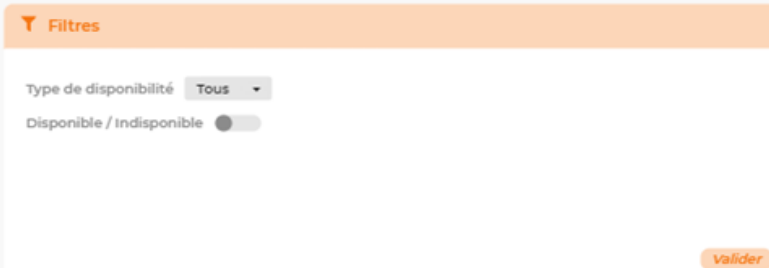 Filtres
Type de disponibilité Tous
Disponible / Indisponible
Valider